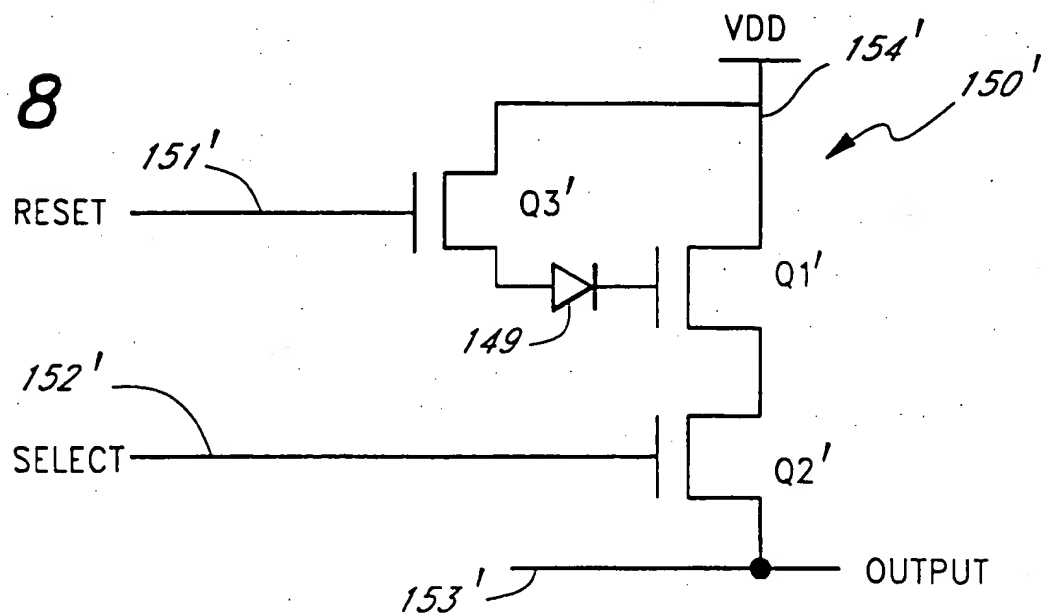 8
VDD
154'
150'
151'
RESET
Q3'
Q1'
149
152'
SELECT
Q2'
153'
OUTPUT